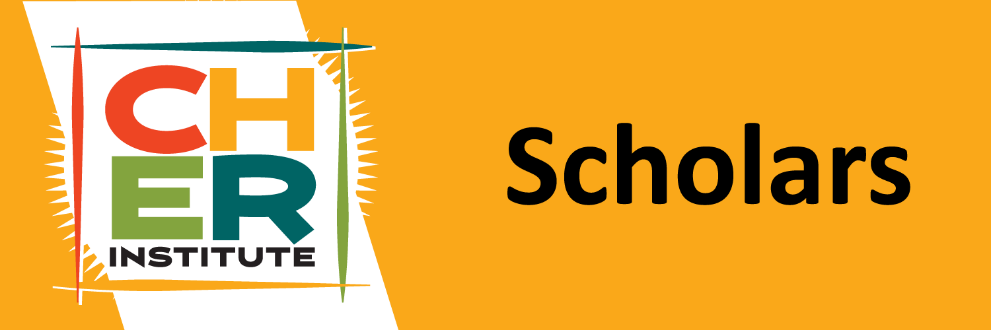 CH
ER
INSTITUTE
Scholars